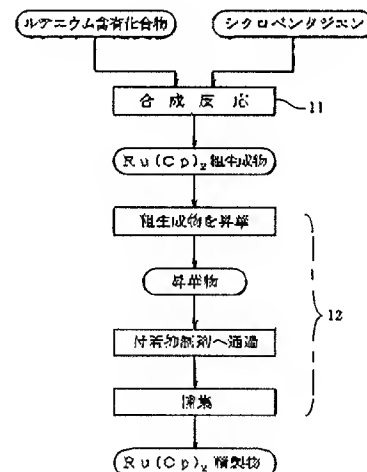 ルテニウム含有化合物
シクロペンタジエン
合成反応
11
Ru(Cp)₂粗生成物
粗生成物を昇華
昇華物
12
付着物制剤へ通過
捕集
Ru(Cp)₂精製物